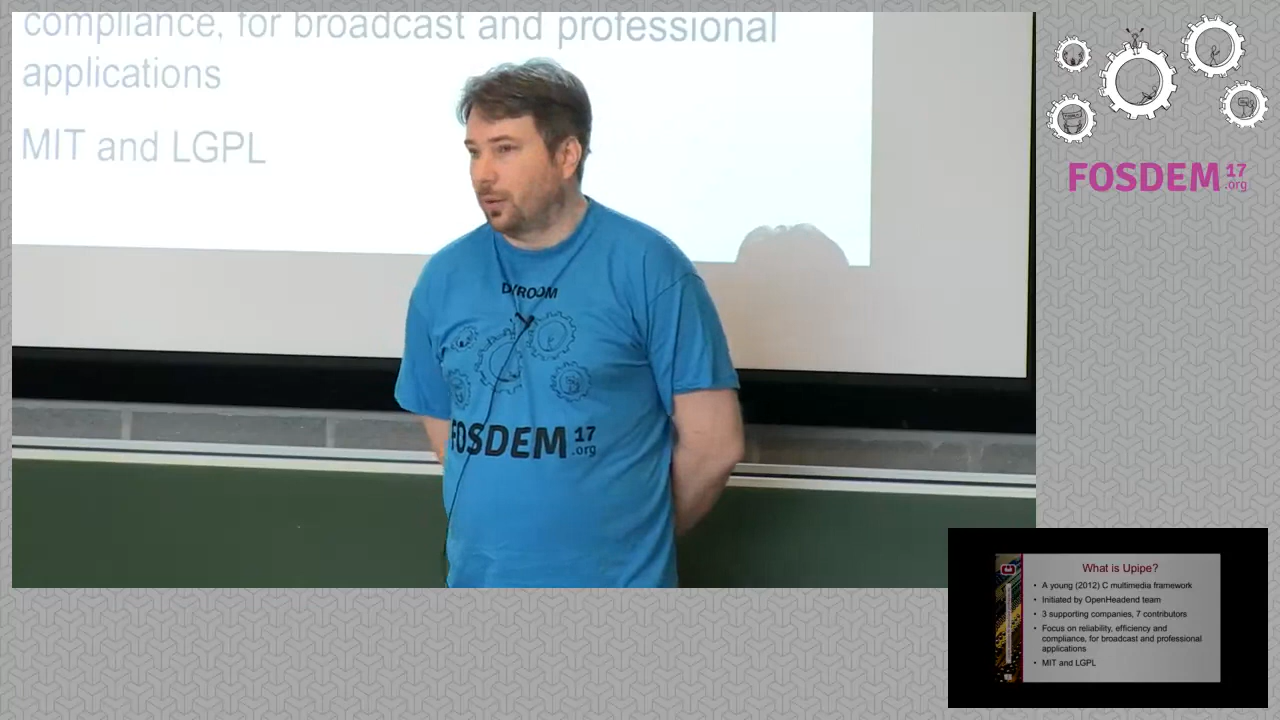 compliance, for broadcast and professional
applications
MIT and LGPL
DVROOM
FOSDEM 17
.org
FOSDEM 17
.org
What is Upipe?
• A young (2012) C multimedia framework
• Initiated by OpenHeadend team
• 3 supporting companies, 7 contributors
• Focus on reliability, efficiency and
compliance, for broadcast and professional
applications
• MIT and LGPL